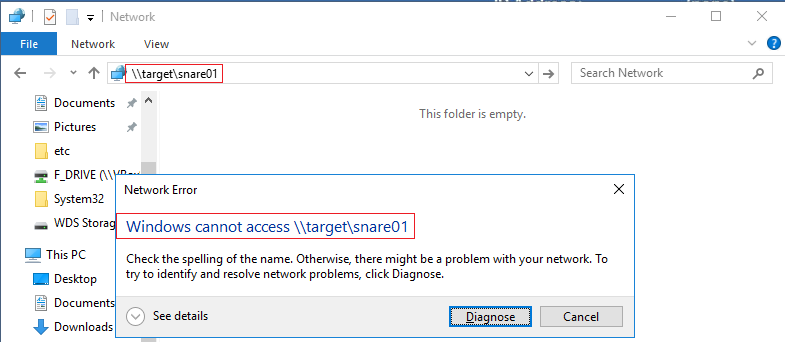 Network
File Network View
\\target\snare01
Search Network
Documents
This folder is empty.
Pictures
etc
F_DRIVE (\\VBox
System32
WDS Storag
This PC
Desktop
Documents
Downloads
Network Error
Windows cannot access \\target\snare01
Check the spelling of the name. Otherwise, there might be a problem with your network. To
try to identify and resolve network problems, click Diagnose.
See details
Diagnose
Cancel